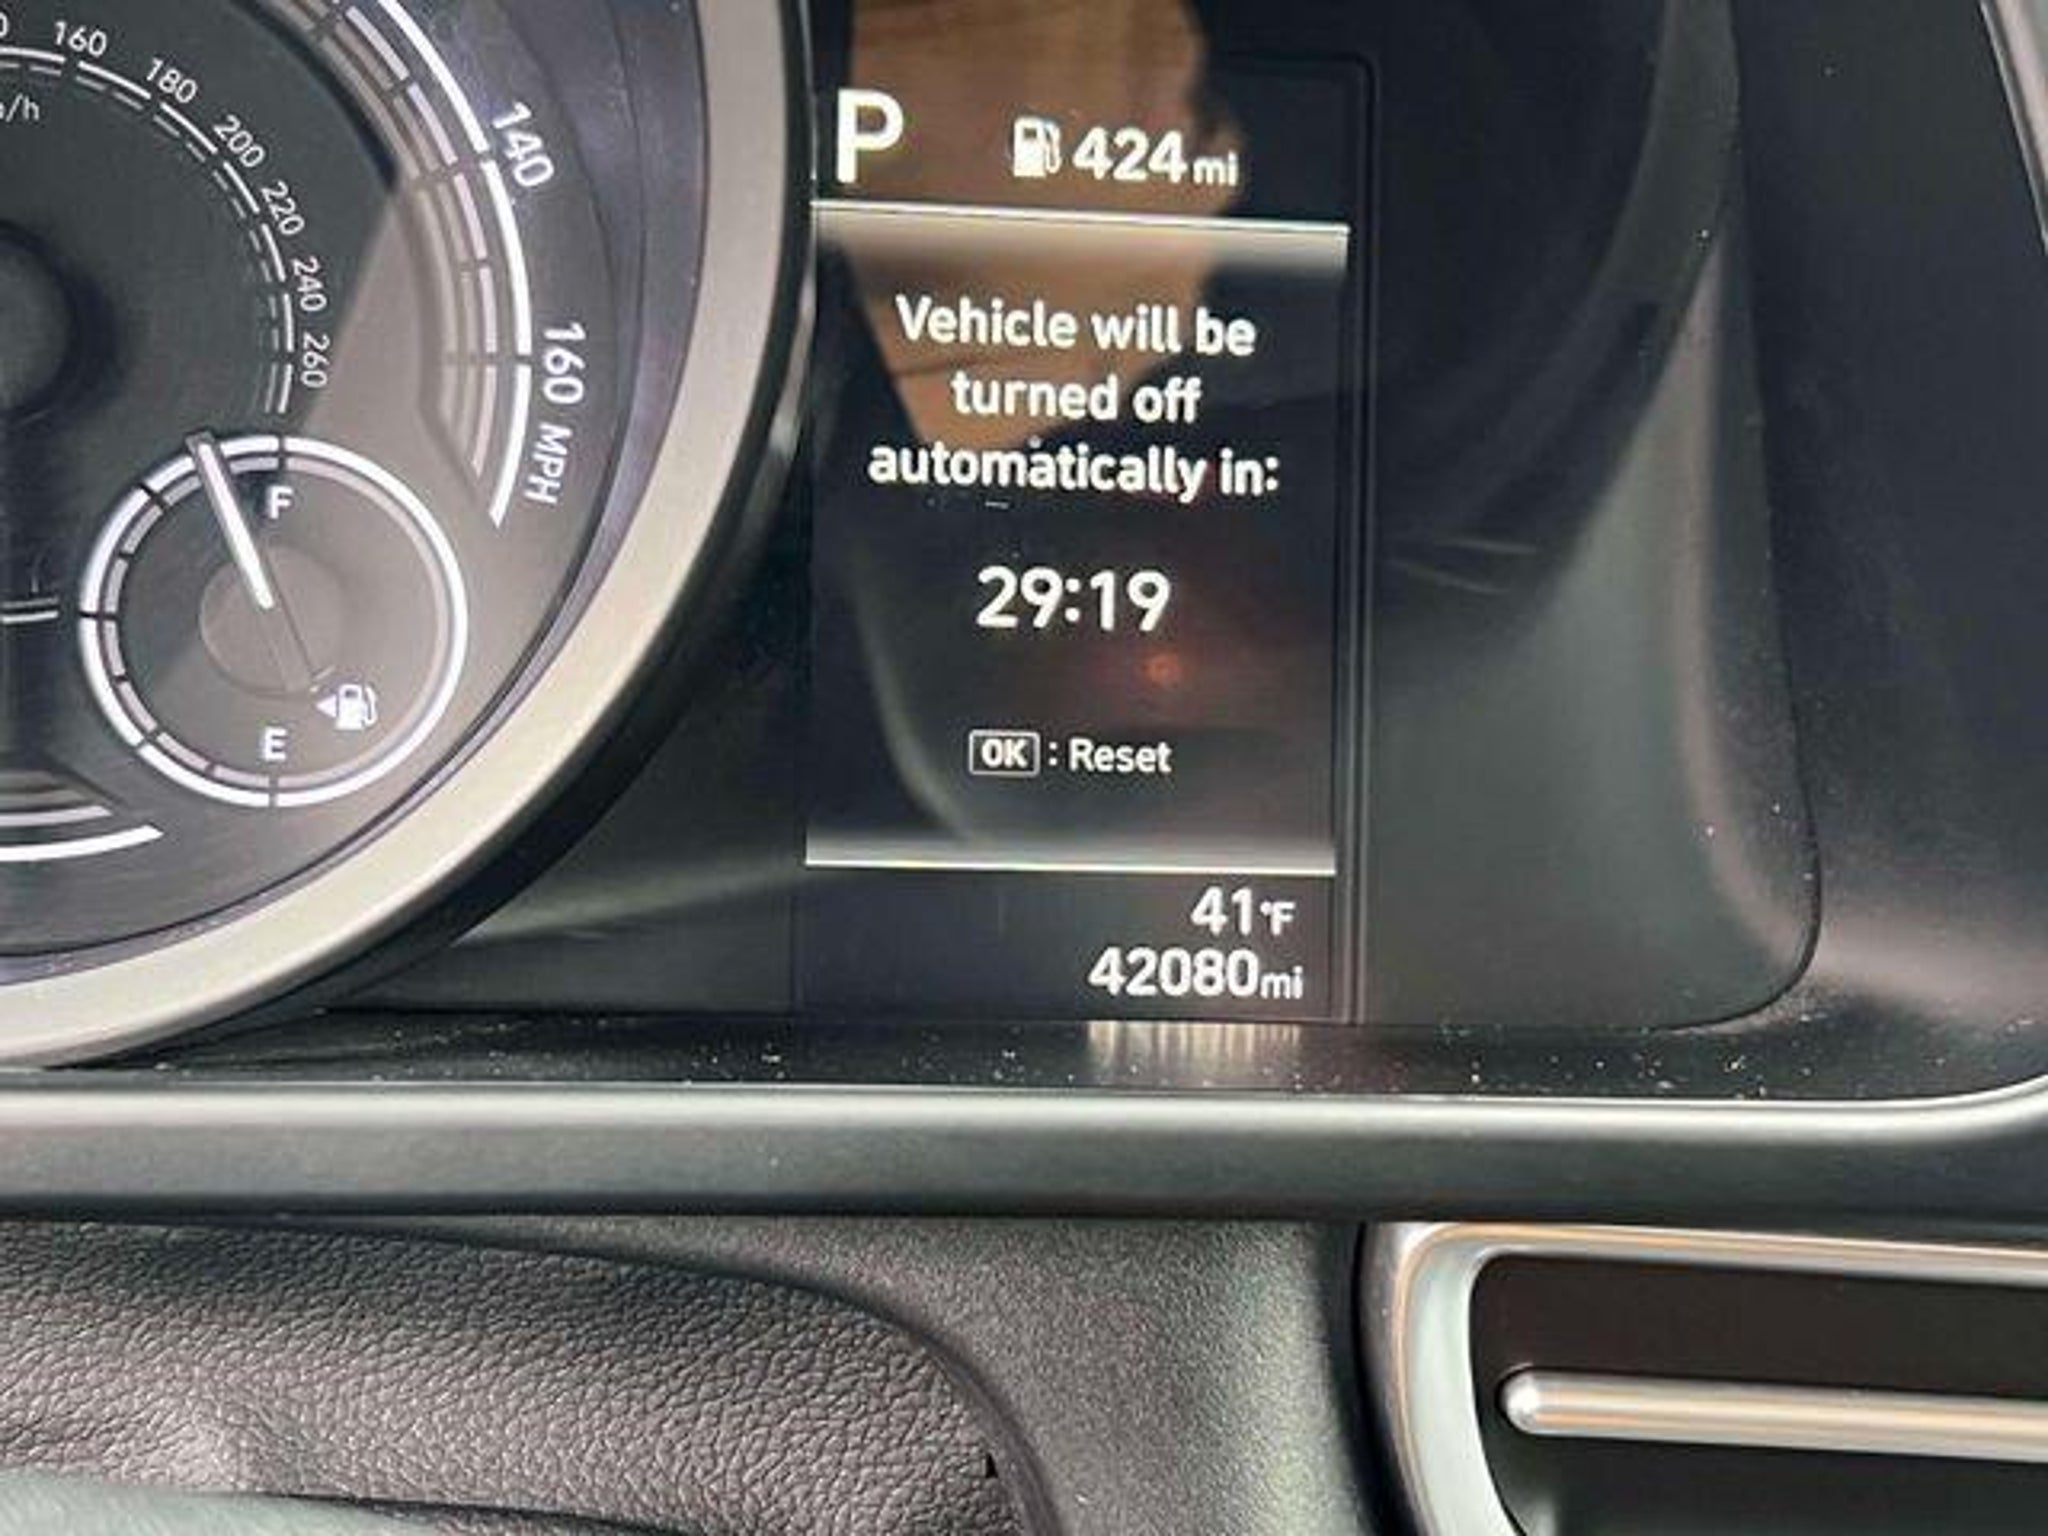 160
180
200
220
240
260
/h
140
160 MPH
F
E
P
424mi
Vehicle will be
turned off
automatically in:
29:19
OK : Reset
41°F
42080mi